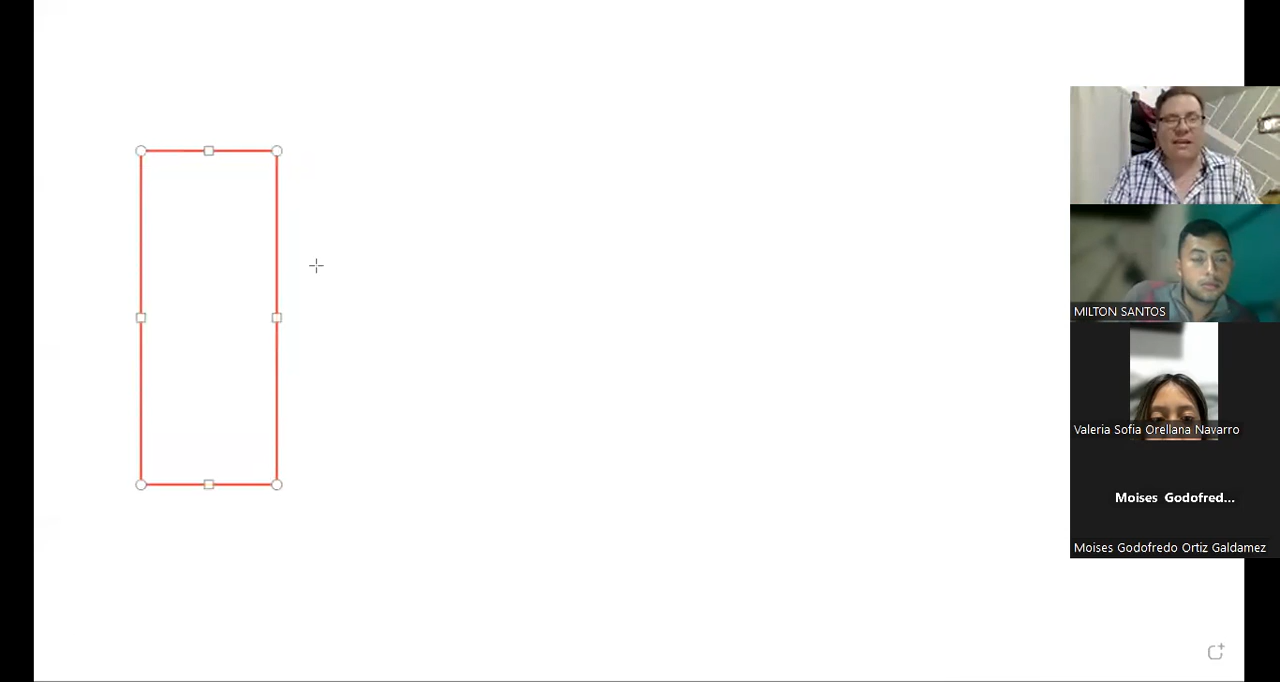 MILTON SANTOS
Valeria Sofia Orellana Navarro
Moises Godofred...
Moises Godofredo Ortiz Galdamez